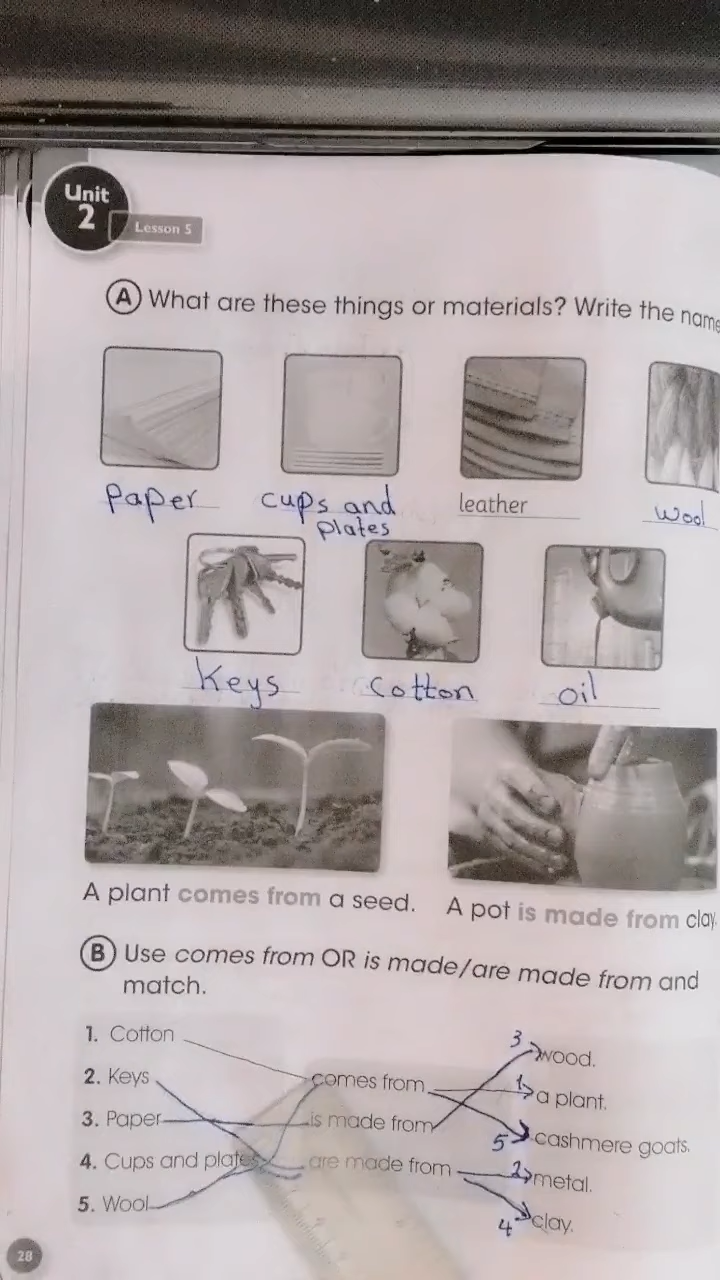 Unit
2
Lesson 5
A What are these things or materials? Write the name
Paper
cups and
plates
leather
wool
Keys
cotton
oil
A plant comes from a seed.
A pot is made from clay.
B Use comes from OR is made/are made from and
match.
1. Cotton
2. Keys
3. Paper
4. Cups and plates
5. Wool
comes from
is made from
are made from
3 wood.
1 a plant.
5 cashmere goats.
2 metal.
4 clay.
28